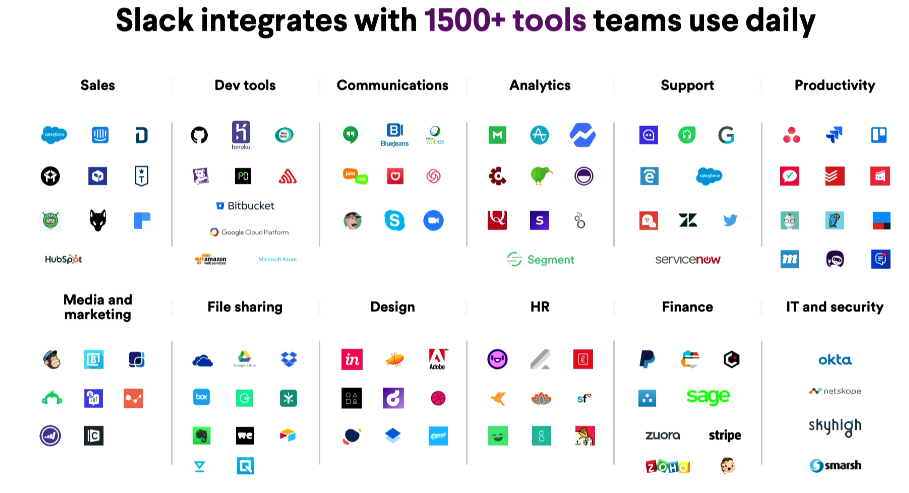 Slack integrates with 1500+ tools teams use daily
Sales
Dev tools
Communications
Analytics
Support
Productivity
salesforce
heroku
Bluejeans
Webex
PD
join me
salesforce
Bitbucket
Google Cloud Platform
HubSpot
amazon
web services
Microsoft Azure
Segment
servicenow
Media and
marketing
File sharing
Design
HR
Finance
IT and security
Google Drive
in
Adobe
okta
box
sf
sage
netskope
we
zuora
stripe
skyhigh
ZOHO
smarsh